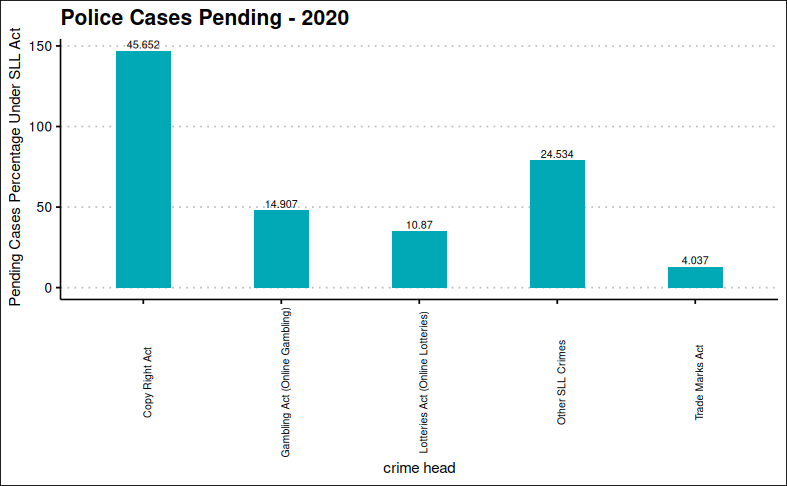 Police Cases Pending - 2020
Pending Cases Percentage Under SLL Act
150
100
50
0
45.652
14.907
10.87
24.534
4.037
Copy Right Act
Gambling Act (Online Gambling)
Lotteries Act (Online Lotteries)
Other SLL Crimes
Trade Marks Act
crime head